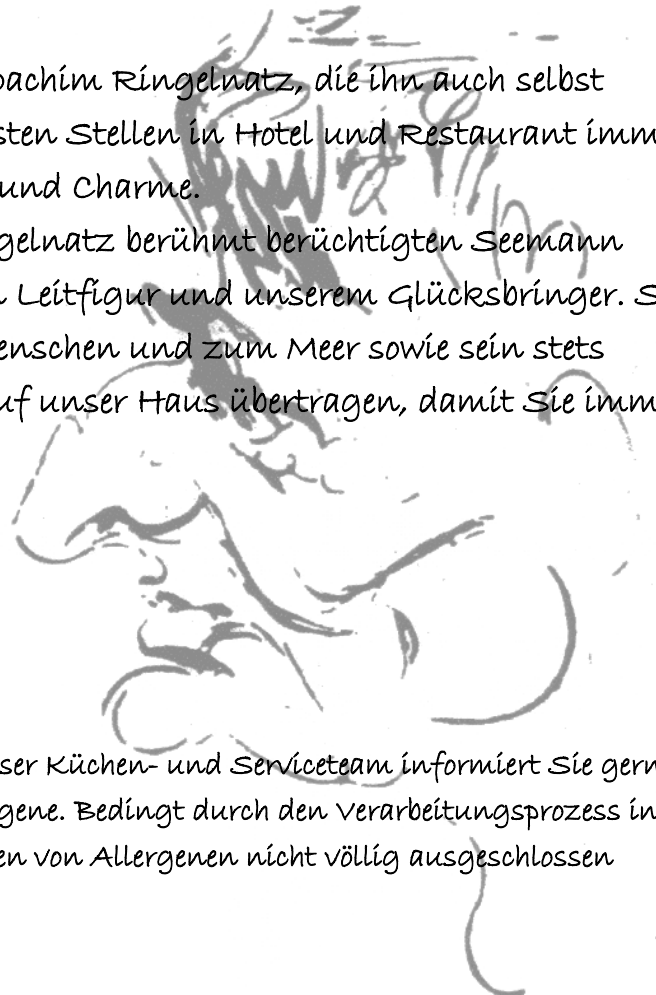 oachim Ringelnatz, die ihn auch selbst
sten Stellen in Hotel und Restaurant imm
und Charme.
gelnatz berühmt berüchtigten Seemann
Leitfigur und unserem Glücksbringer. S
enschen und zum Meer sowie sein stets
uf unser Haus übertragen, damit Sie imm
ser Küchen- und Serviceteam informiert Sie gern
gene. Bedingt durch den Verarbeitungsprozess in
en von Allergenen nicht völlig ausgeschlossen